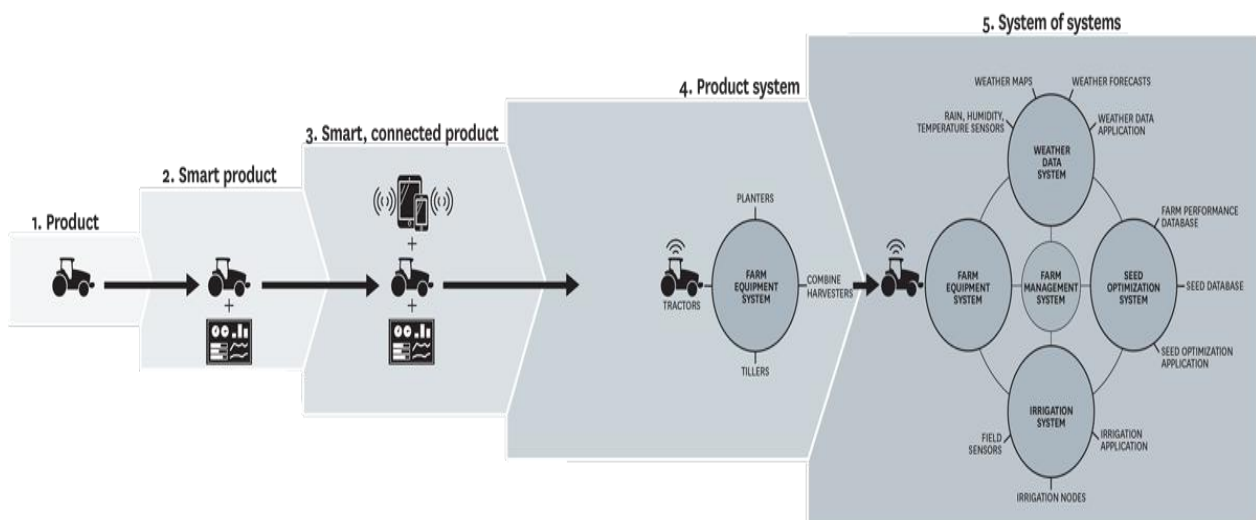 1. Product
2. Smart product
3. Smart, connected product
4. Product system
PLANTERS
TRACTORS
FARM
EQUIPMENT
SYSTEM
COMBINE
HARVESTERS
TILLERS
5. System of systems
WEATHER MAPS
WEATHER FORECASTS
RAIN, HUMIDITY,
TEMPERATURE SENSORS
WEATHER DATA
APPLICATION
WEATHER
DATA
SYSTEM
FARM PERFORMANCE
DATABASE
FARM
EQUIPMENT
SYSTEM
FARM
MANAGEMENT
SYSTEM
SEED
OPTIMIZATION
SYSTEM
SEED DATABASE
SEED OPTIMIZATION
APPLICATION
IRRIGATION
SYSTEM
FIELD
SENSORS
IRRIGATION
APPLICATION
IRRIGATION NODES